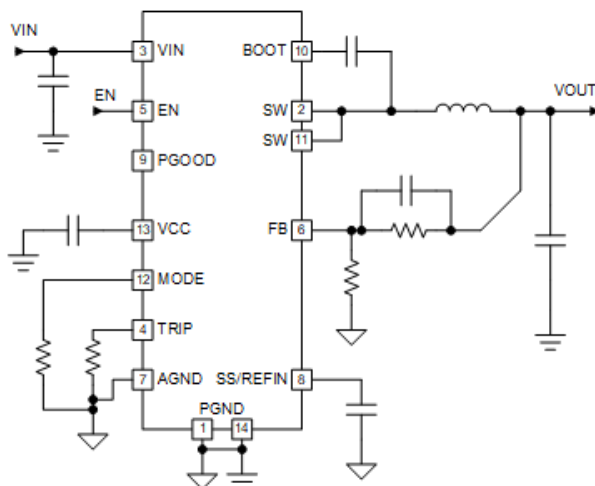 VIN
3 VIN
BOOT 10
EN
5 EN
SW 2
VOUT
SW 11
9 PGOOD
13 VCC
FB 6
12 MODE
4 TRIP
7 AGND
SS/REFIN 8
PGND
1 14